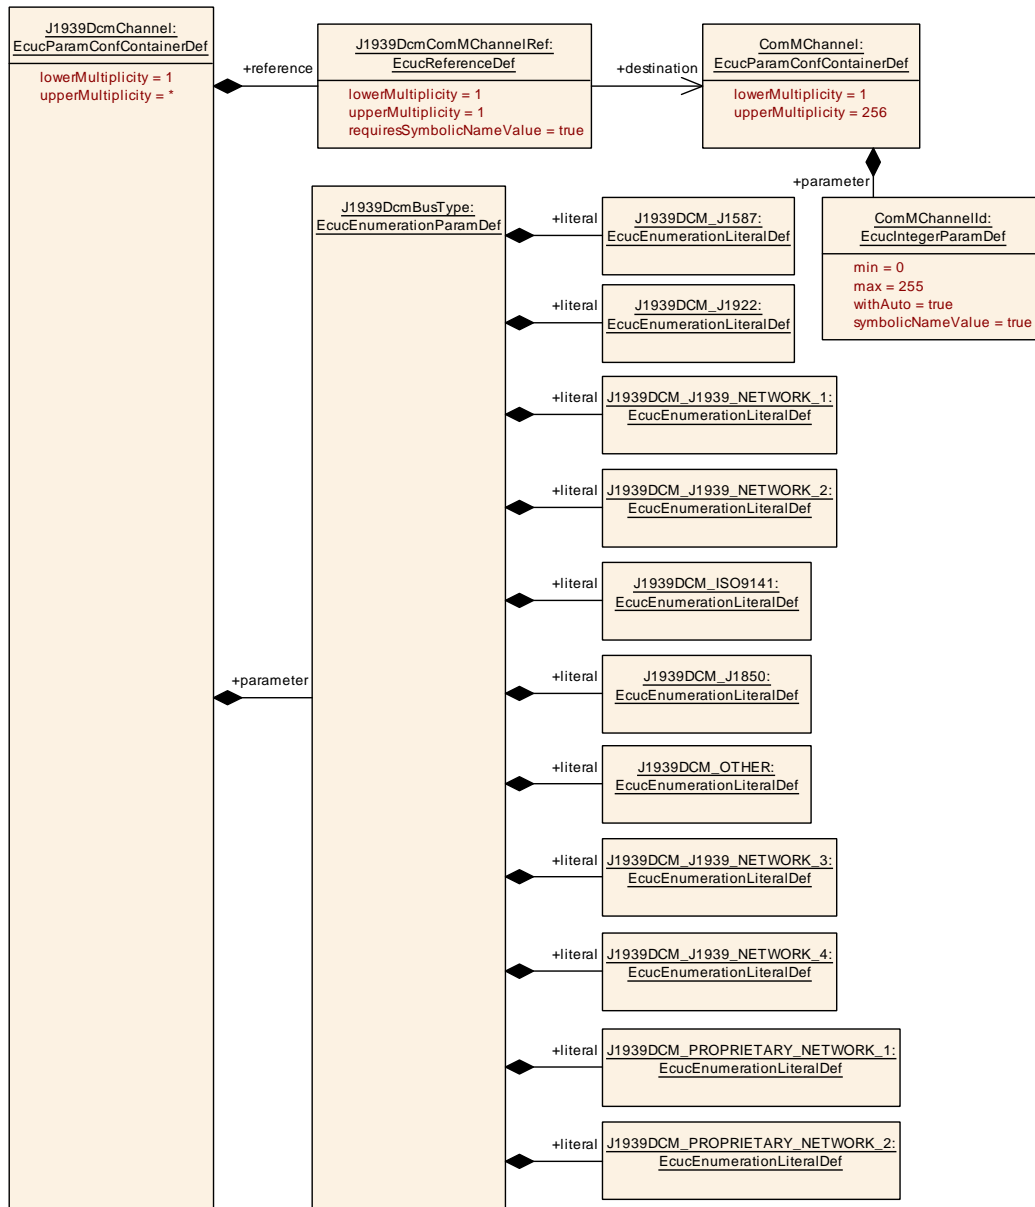 J1939DcmChannel:
EcucParamConfContainerDef
lowerMultiplicity = 1
upperMultiplicity = *
+reference
J1939DcmComMChannelRef:
EcucReferenceDef
lowerMultiplicity = 1
upperMultiplicity = 1
requiresSymbolicNameValue = true
+destination
ComMChannel:
EcucParamConfContainerDef
lowerMultiplicity = 1
upperMultiplicity = 256
+parameter
ComMChannelId:
EcucIntegerParamDef
min = 0
max = 255
withAuto = true
symbolicNameValue = true
+parameter
J1939DcmBusType:
EcucEnumerationParamDef
+literal
J1939DCM_J1587:
EcucEnumerationLiteralDef
+literal
J1939DCM_J1922:
EcucEnumerationLiteralDef
+literal
J1939DCM_J1939_NETWORK_1:
EcucEnumerationLiteralDef
+literal
J1939DCM_J1939_NETWORK_2:
EcucEnumerationLiteralDef
+literal
J1939DCM_ISO9141:
EcucEnumerationLiteralDef
+literal
J1939DCM_J1850:
EcucEnumerationLiteralDef
+literal
J1939DCM_OTHER:
EcucEnumerationLiteralDef
+literal
J1939DCM_J1939_NETWORK_3:
EcucEnumerationLiteralDef
+literal
J1939DCM_J1939_NETWORK_4:
EcucEnumerationLiteralDef
+literal
J1939DCM_PROPRIETARY_NETWORK_1:
EcucEnumerationLiteralDef
+literal
J1939DCM_PROPRIETARY_NETWORK_2:
EcucEnumerationLiteralDef